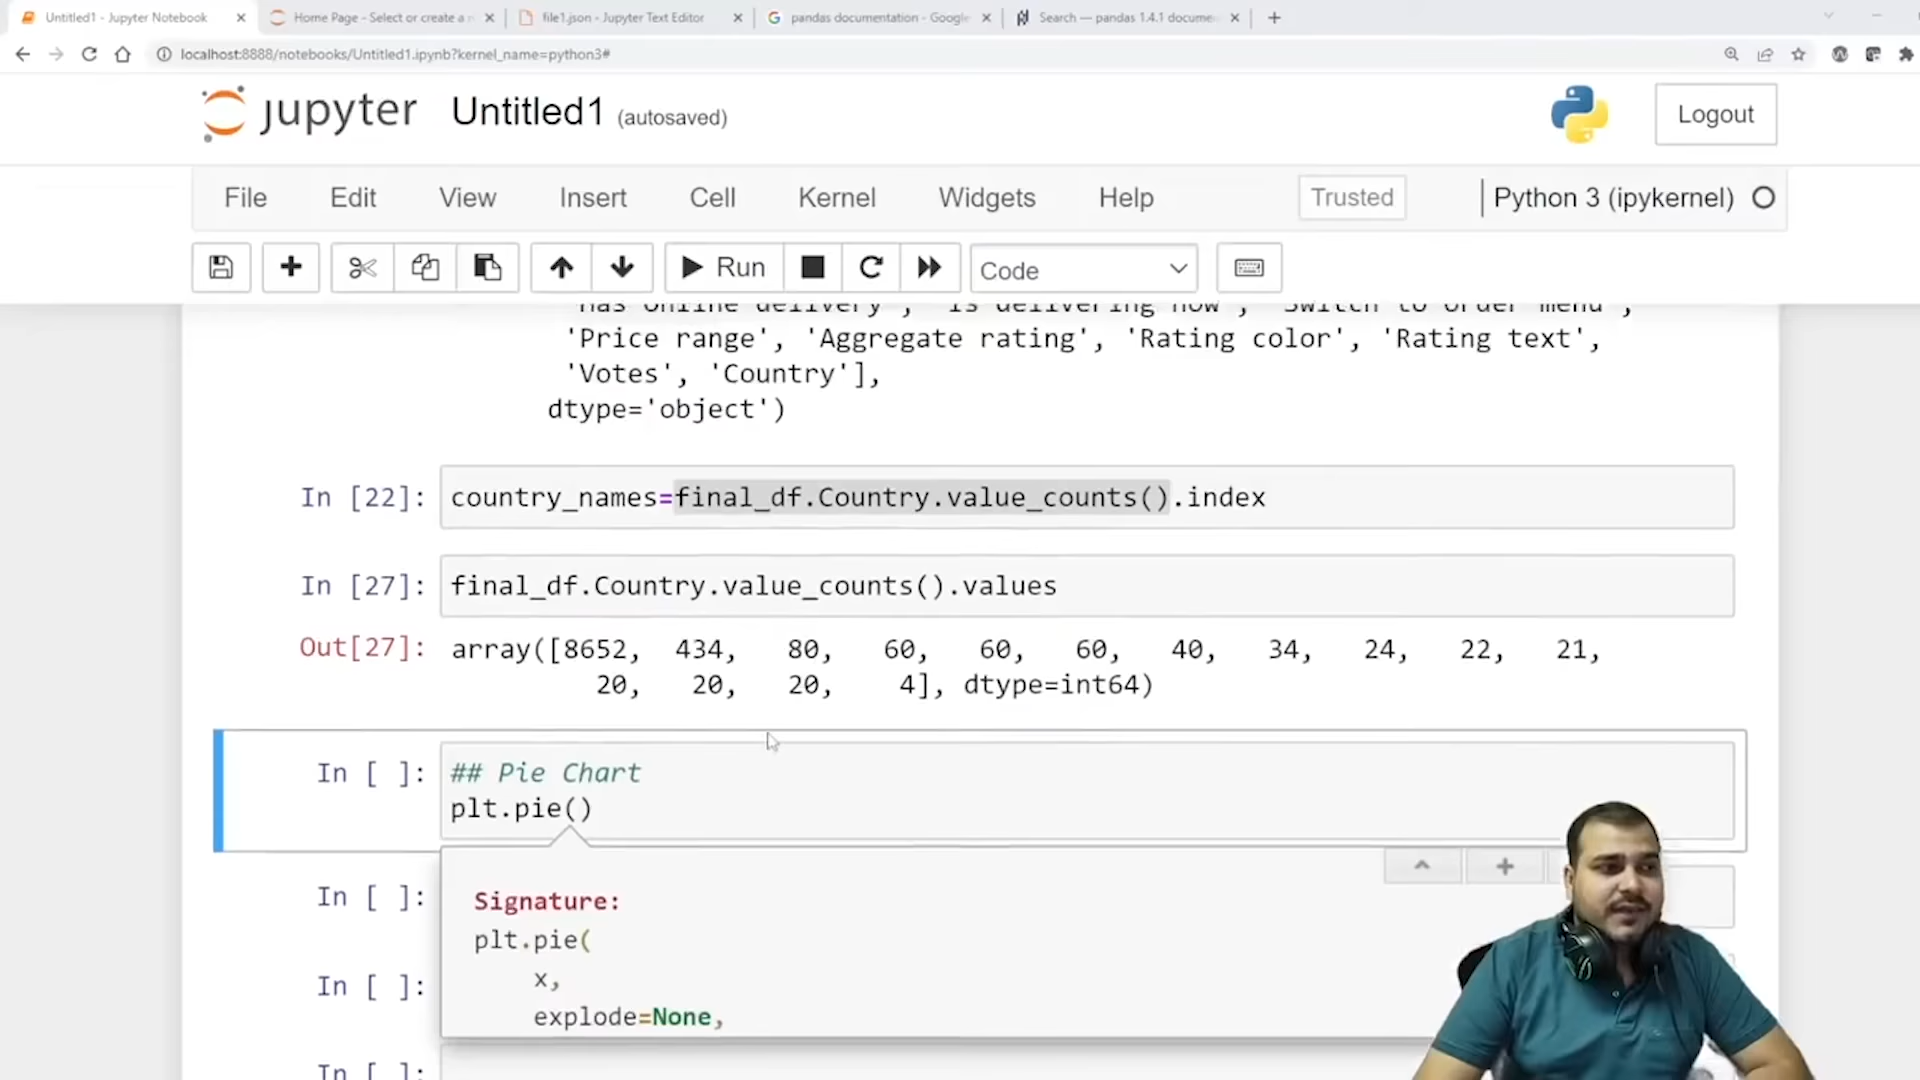 Untitled1 - Jupyter Notebook
Home Page - Select or create a n
file1.json - Jupyter Text Editor
pandas documentation - Google
Search — pandas 1.4.1 docume
localhost:8888/notebooks/Untitled1.ipynb?kernel_name=python3#
jupyter Untitled1 (autosaved)
Logout
File Edit View Insert Cell Kernel Widgets Help Trusted Python 3 (ipykernel)
Run Code
'Has Online delivery', 'Is delivering now', 'Switch to order menu',
'Price range', 'Aggregate rating', 'Rating color', 'Rating text',
'Votes', 'Country'],
dtype='object')
In [22]: country_names=final_df.Country.value_counts().index
In [27]: final_df.Country.value_counts().values
Out[27]: array([8652, 434, 80, 60, 60, 60, 40, 34, 24, 22, 21,
20, 20, 20, 4], dtype=int64)
In [ ]: ## Pie Chart
plt.pie()
In [ ]:
Signature:
plt.pie(
In [ ]: x,
explode=None,
In [ ]: